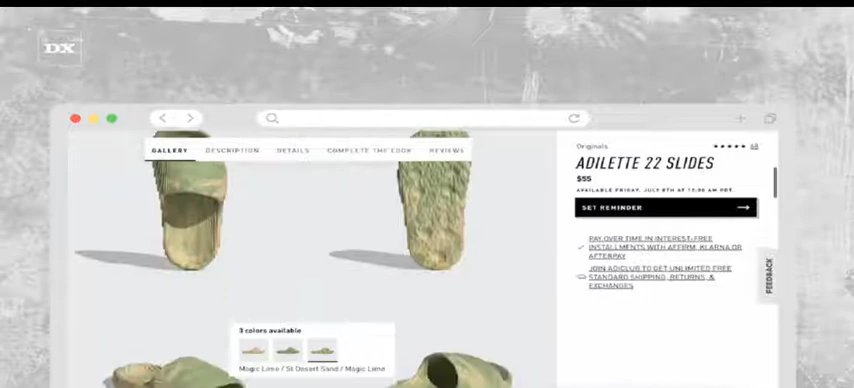 DX
GALLERY DESCRIPTION DETAILS COMPLETE THE LOOK REVIEWS
Originals
ADILETTE 22 SLIDES
$55
AVAILABLE FRIDAY, JULY 8TH AT 12:00 AM PDT
SET REMINDER
PAY OVER TIME IN INTEREST-FREE
INSTALLMENTS WITH AFFIRM, KLARNA OR
AFTERPAY
JOIN ADICLUB TO GET UNLIMITED FREE
STANDARD SHIPPING, RETURNS, &
EXCHANGES
FEEDBACK
3 colors available
Magic Lime / St Desert Sand / Magic Lime